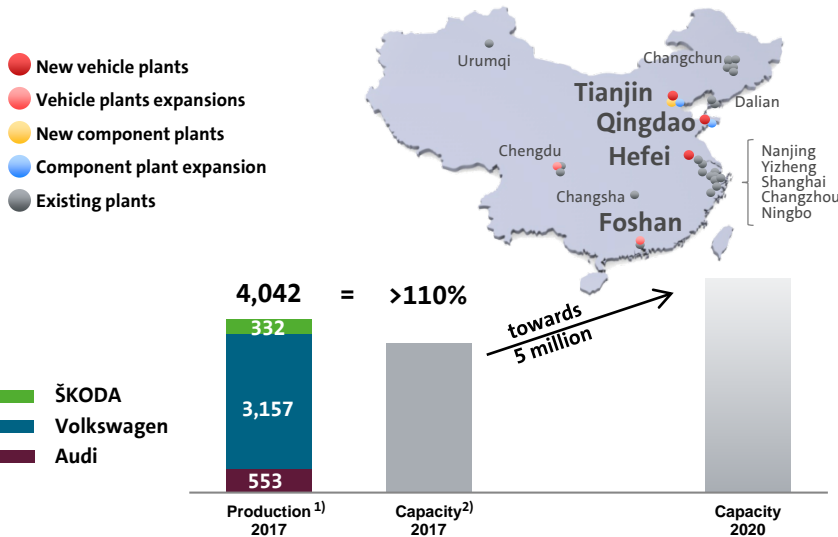 New vehicle plants
Vehicle plants expansions
New component plants
Component plant expansion
Existing plants
Urumqi
Changchun
Tianjin
Dalian
Qingdao
Chengdu
Hefei
Nanjing
Yizheng
Shanghai
Changzhou
Ningbo
Changsha
Foshan
4,042 = >110%
towards
5 million
332
3,157
553
ŠKODA
Volkswagen
Audi
Production 1)
2017
Capacity2)
2017
Capacity
2020